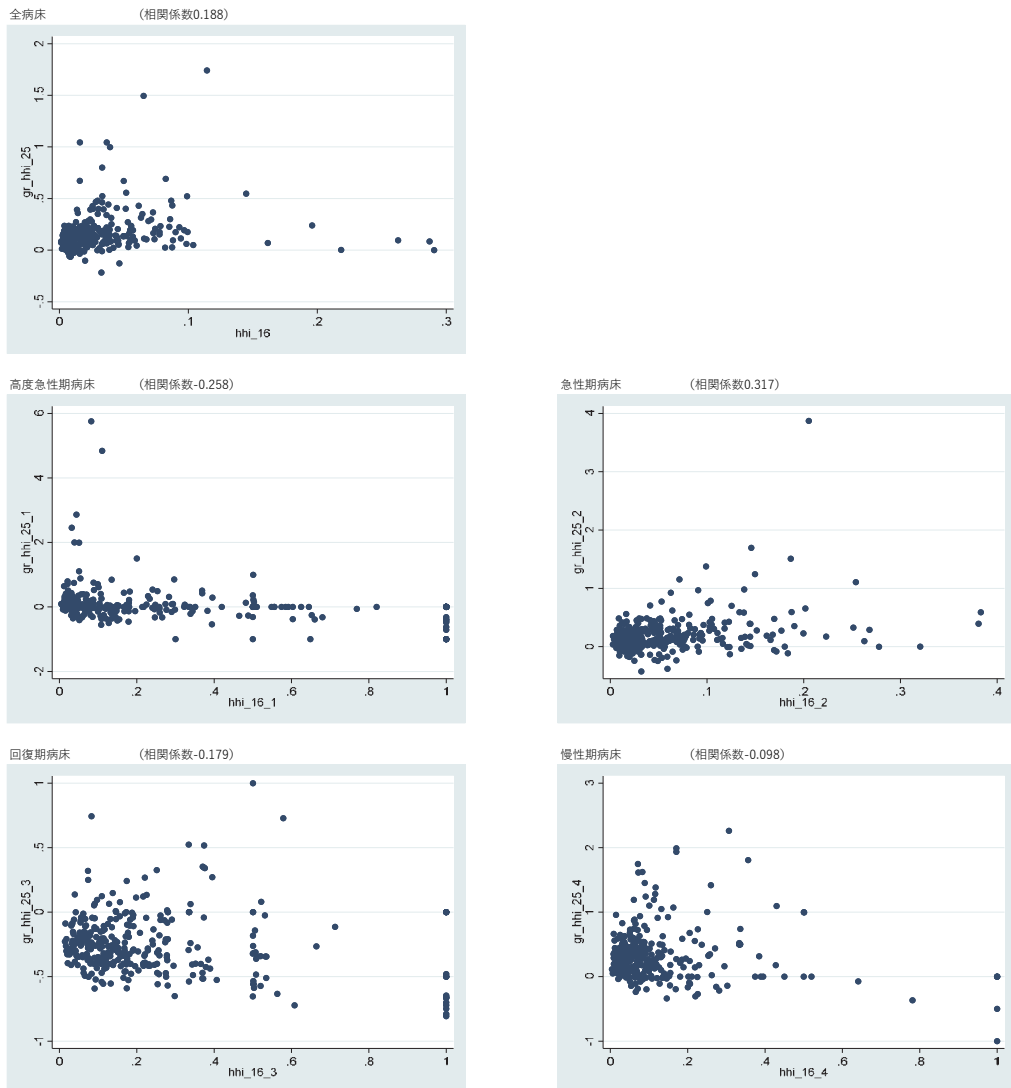 全病床 （相関係数0.188）
2
1.5
1
.5
0
-.5
gr_hhi_25
0 .1 .2 .3
hhi_16
高度急性期病床 （相関係数-0.258）
6
4
2
0
-2
gr_hhi_25_1
0 .2 .4 .6 .8 1
hhi_16_1
急性期病床 （相関係数0.317）
4
3
2
1
0
gr_hhi_25_2
0 .1 .2 .3 .4
hhi_16_2
回復期病床 （相関係数-0.179）
1
.5
0
-.5
-1
gr_hhi_25_3
0 .2 .4 .6 .8 1
hhi_16_3
慢性期病床 （相関係数-0.098）
3
2
1
0
-1
gr_hhi_25_4
0 .2 .4 .6 .8 1
hhi_16_4